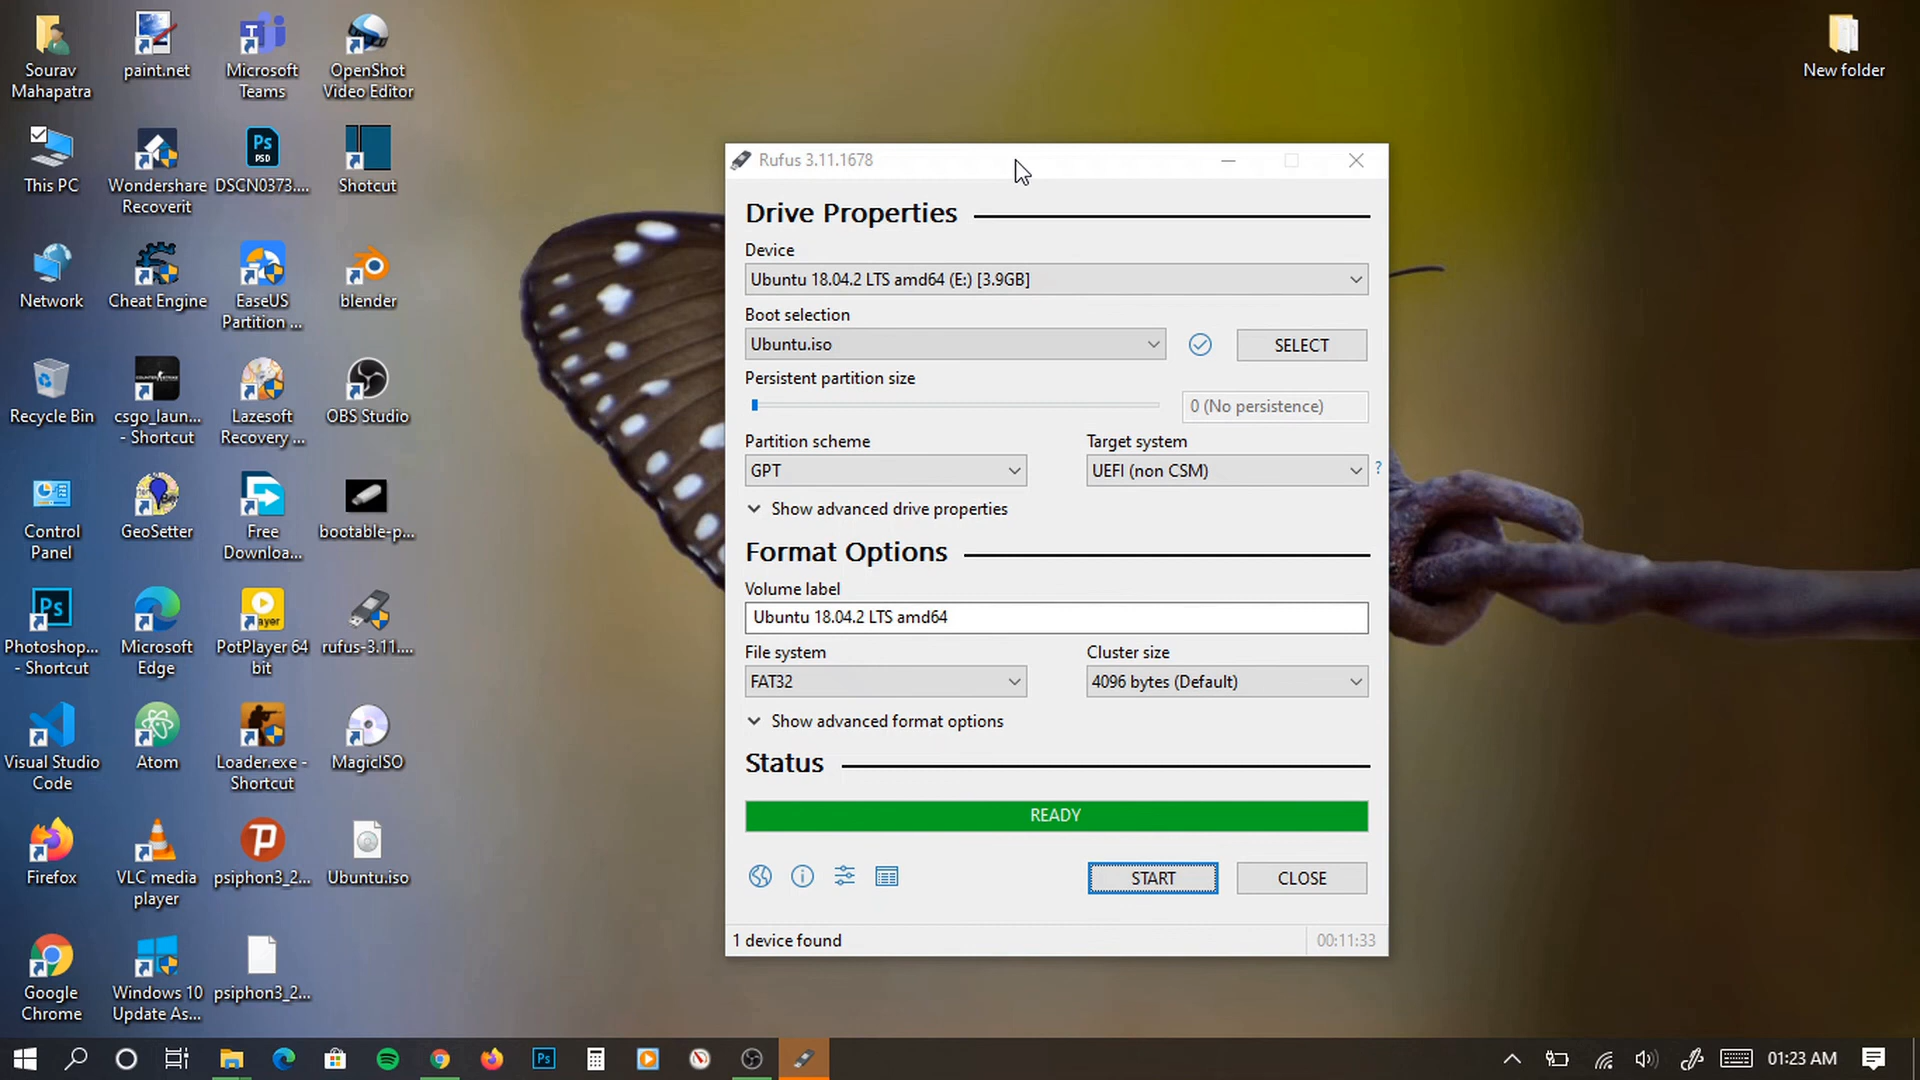 Sourav
Mahapatra
paint.net
Microsoft
Teams
OpenShot
Video Editor
New folder
This PC
Wondershare
Recoverit
Ps
PSD
DSCN0373....
Shotcut
Network
Cheat Engine
EaseUS
Partition ...
blender
Recycle Bin
COUNTER STRIKE
csgo_laun...
- Shortcut
Lazesoft
Recovery ...
OBS Studio
Control
Panel
GeoSetter
Free
Downloa...
bootable-p...
Ps
Photoshop...
- Shortcut
Microsoft
Edge
ayer
PotPlayer 64
bit
rufus-3.11....
Visual Studio
Code
Atom
Loader.exe -
Shortcut
MagicISO
Firefox
VLC media
player
psiphon3_2...
Ubuntu.iso
Google
Chrome
Windows 10
Update As...
psiphon3_2...
Rufus 3.11.1678
Drive Properties
Device
Ubuntu 18.04.2 LTS amd64 (E:) [3.9GB]
Boot selection
Ubuntu.iso
SELECT
Persistent partition size
0 (No persistence)
Partition scheme
Target system
GPT
UEFI (non CSM)
?
Show advanced drive properties
Format Options
Volume label
Ubuntu 18.04.2 LTS amd64
File system
Cluster size
FAT32
4096 bytes (Default)
Show advanced format options
Status
READY
START
CLOSE
1 device found
00:11:33
Ps
01:23 AM